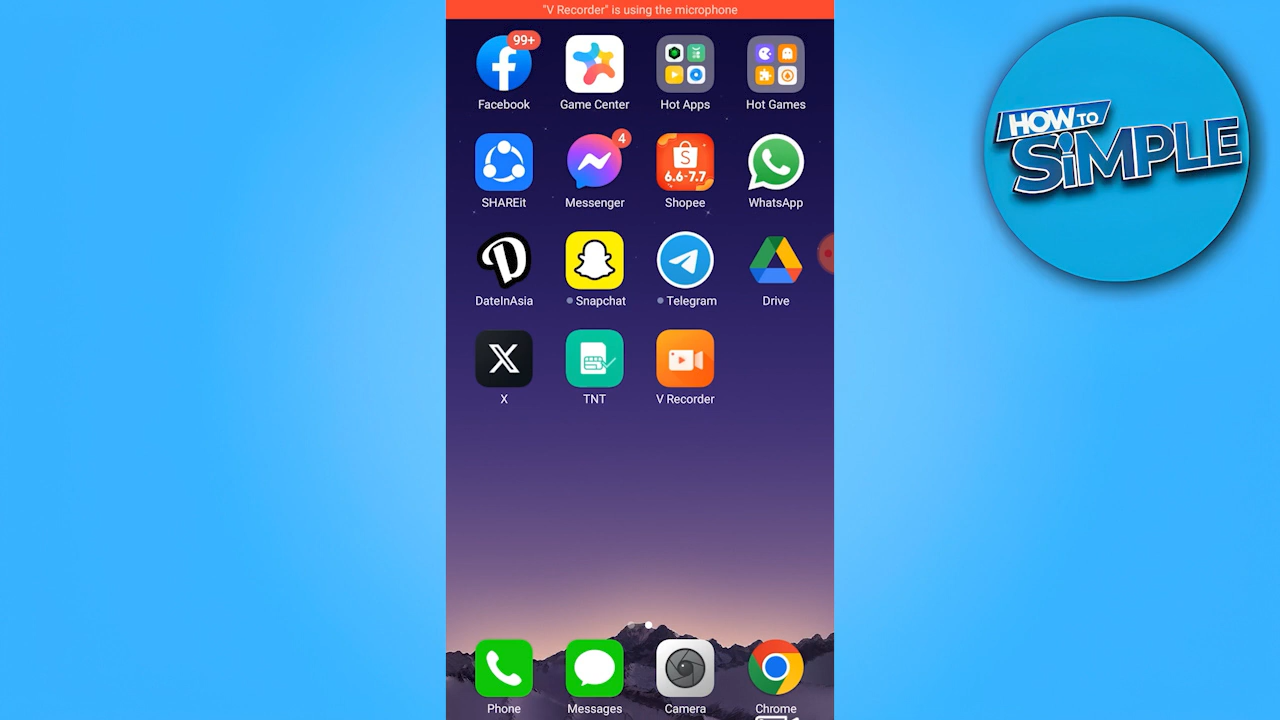 "V Recorder" is using the microphone
99+
Facebook
Game Center
Hot Apps
Hot Games
4
S
6.6-7.7
SHAREit
Messenger
Shopee
WhatsApp
D
DateInAsia
Snapchat
Telegram
Drive
X
TNT
V Recorder
Phone
Messages
Camera
Chrome
HOW TO
SiMPLE